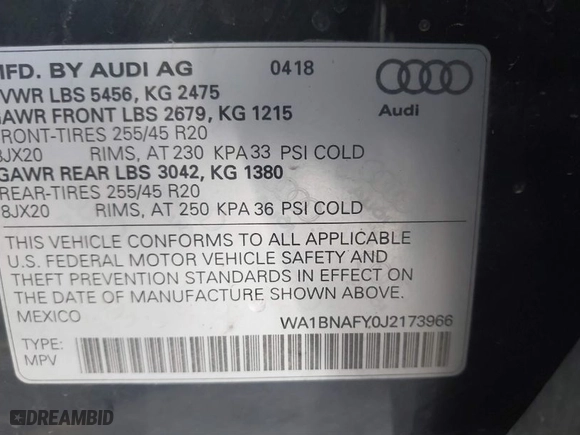 MFD. BY AUDI AG 0418
VWR LBS 5456, KG 2475
GAWR FRONT LBS 2679, KG 1215
FRONT-TIRES 255/45 R20
8JX20 RIMS, AT 230 KPA 33 PSI COLD
GAWR REAR LBS 3042, KG 1380
REAR-TIRES 255/45 R20
8JX20 RIMS, AT 250 KPA 36 PSI COLD
Audi
THIS VEHICLE CONFORMS TO ALL APPLICABLE
U.S. FEDERAL MOTOR VEHICLE SAFETY AND
THEFT PREVENTION STANDARDS IN EFFECT ON
THE DATE OF MANUFACTURE SHOWN ABOVE.
MEXICO WA1BNAFY0J2173966
TYPE:
MPV
DREAMBID